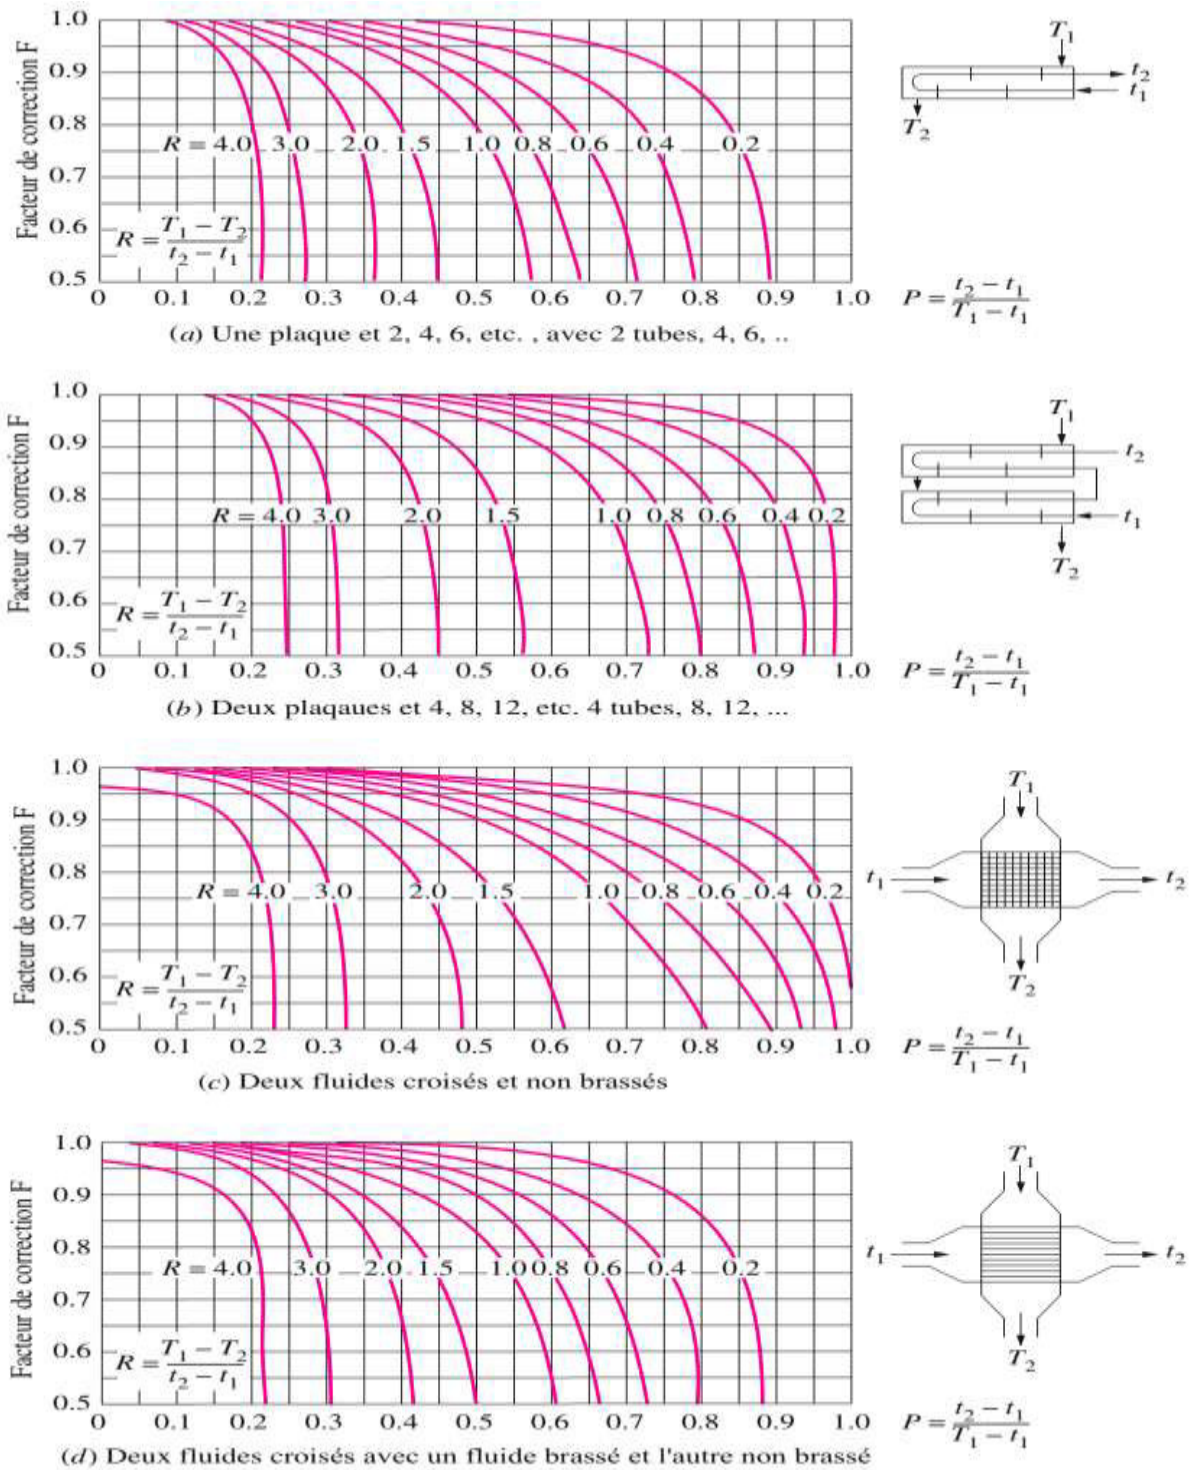 Facteur de correction F
1.0
0.9
0.8
0.7
0.6
0.5
R = 4.0 3.0 2.0 1.5 1.0 0.8 0.6 0.4 0.2
R = T1 − T2 / t2 − t1
0 0.1 0.2 0.3 0.4 0.5 0.6 0.7 0.8 0.9 1.0
T1
t2
t1
T2
P = t2 − t1 / T1 − t1
(a) Une plaque et 2, 4, 6, etc. , avec 2 tubes, 4, 6, ..
Facteur de correction F
1.0
0.9
0.8
0.7
0.6
0.5
R = 4.0 3.0 2.0 1.5 1.0 0.8 0.6 0.4 0.2
R = T1 − T2 / t2 − t1
0 0.1 0.2 0.3 0.4 0.5 0.6 0.7 0.8 0.9 1.0
T1
t2
t1
T2
P = t2 − t1 / T1 − t1
(b) Deux plaqaues et 4, 8, 12, etc. 4 tubes, 8, 12, ...
Facteur de correction F
1.0
0.9
0.8
0.7
0.6
0.5
R = 4.0 3.0 2.0 1.5 1.0 0.8 0.6 0.4 0.2
R = T1 − T2 / t2 − t1
0 0.1 0.2 0.3 0.4 0.5 0.6 0.7 0.8 0.9 1.0
T1
t1 t2
T2
P = t2 − t1 / T1 − t1
(c) Deux fluides croisés et non brassés
Facteur de correction F
1.0
0.9
0.8
0.7
0.6
0.5
R = 4.0 3.0 2.0 1.5 1.0 0.8 0.6 0.4 0.2
R = T1 − T2 / t2 − t1
0 0.1 0.2 0.3 0.4 0.5 0.6 0.7 0.8 0.9 1.0
T1
t1 t2
T2
P = t2 − t1 / T1 − t1
(d) Deux fluides croisés avec un fluide brassé et l'autre non brassé